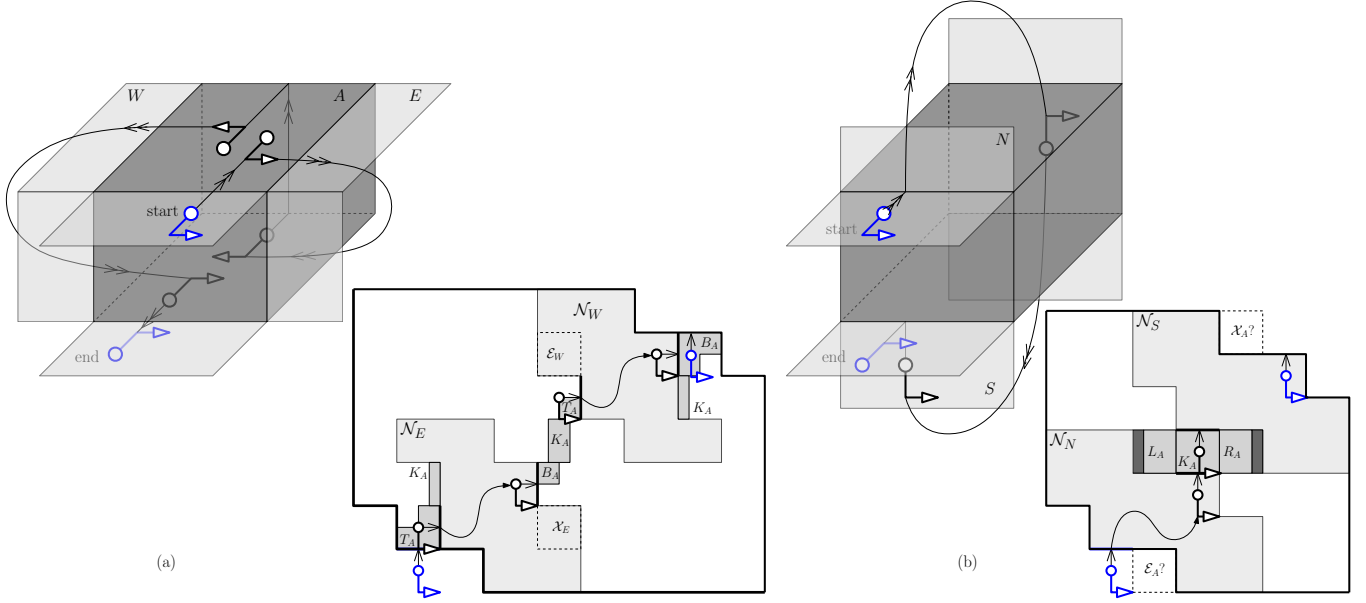 W
A
E
start
end
N
start
end
S
𝒩_W
ℰ_W
B_A
T_A
K_A
𝒩_E
K_A
K_A
B_A
𝒳_E
T_A
𝒩_S
𝒳_A?
𝒩_N
L_A
K_A
R_A
ℰ_A?
(a)
(b)